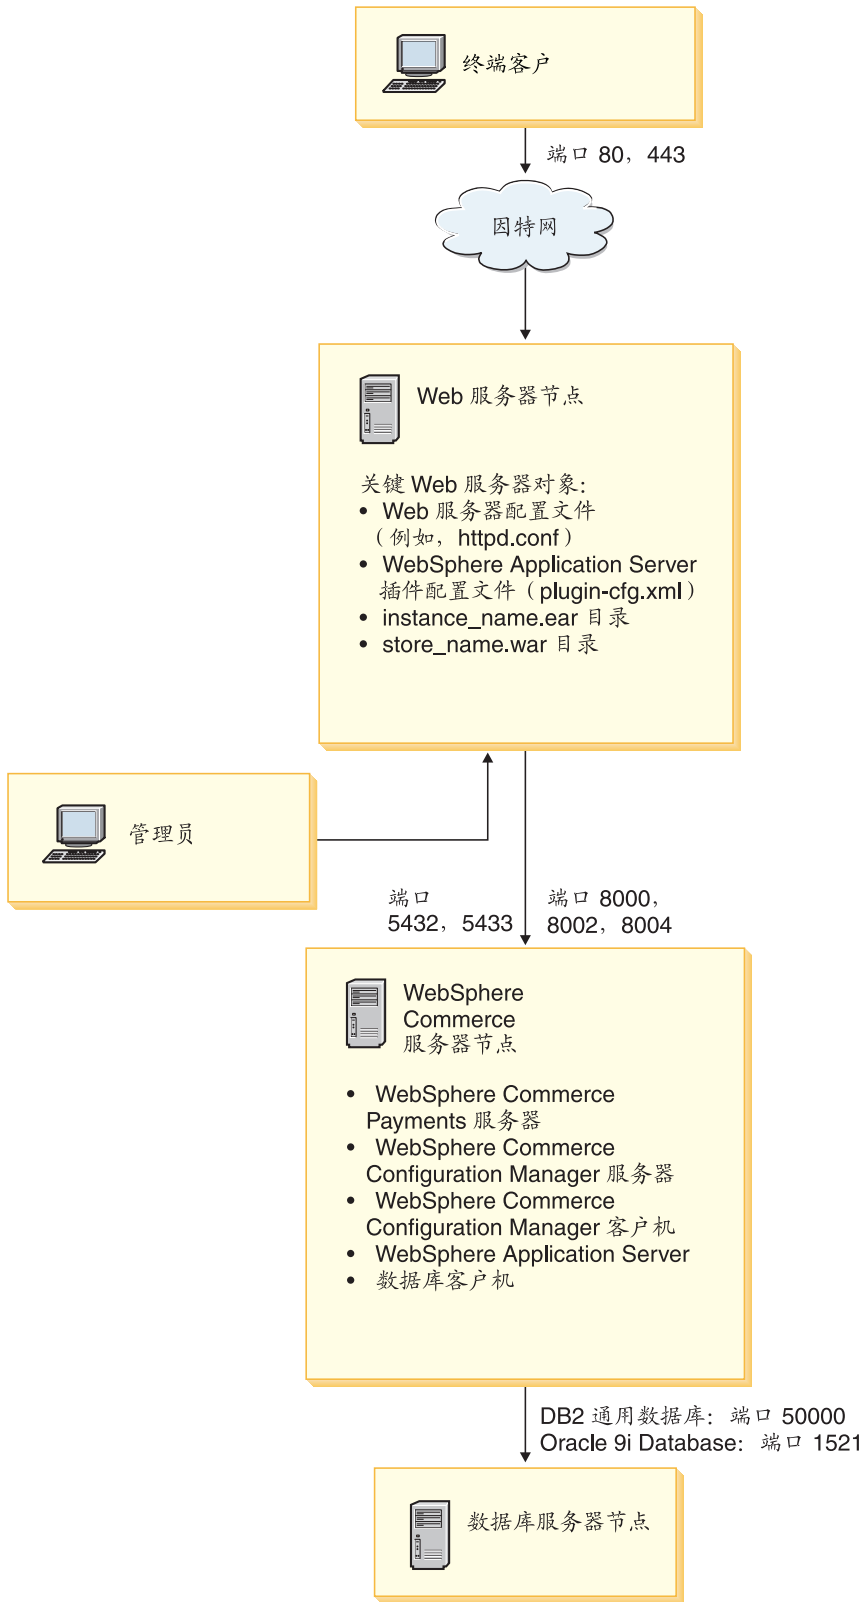 终端客户
端口 80，443
因特网
Web 服务器节点
关键 Web 服务器对象：
• Web 服务器配置文件
（例如，httpd.conf）
• WebSphere Application Server
插件配置文件（plugin-cfg.xml）
• instance_name.ear 目录
• store_name.war 目录
管理员
端口
5432，5433
端口 8000，
8002，8004
WebSphere
Commerce
服务器节点
• WebSphere Commerce
Payments 服务器
• WebSphere Commerce
Configuration Manager 服务器
• WebSphere Commerce
Configuration Manager 客户机
• WebSphere Application Server
• 数据库客户机
DB2 通用数据库：端口 50000
Oracle 9i Database：端口 1521
数据库服务器节点